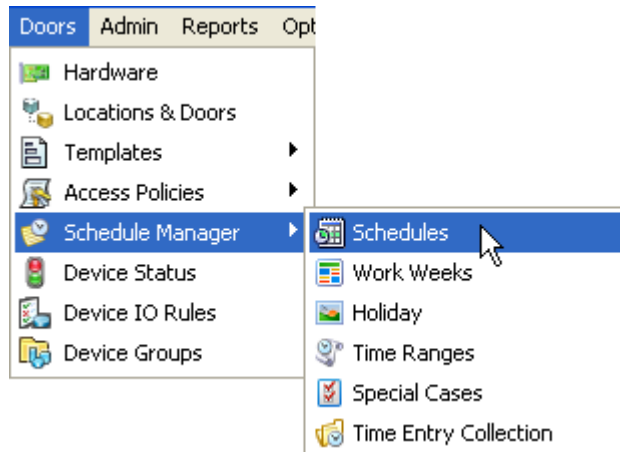 Doors Admin Reports Opt
Hardware
Locations & Doors
Templates
Access Policies
Schedule Manager
Device Status
Device IO Rules
Device Groups
Schedules
Work Weeks
Holiday
Time Ranges
Special Cases
Time Entry Collection